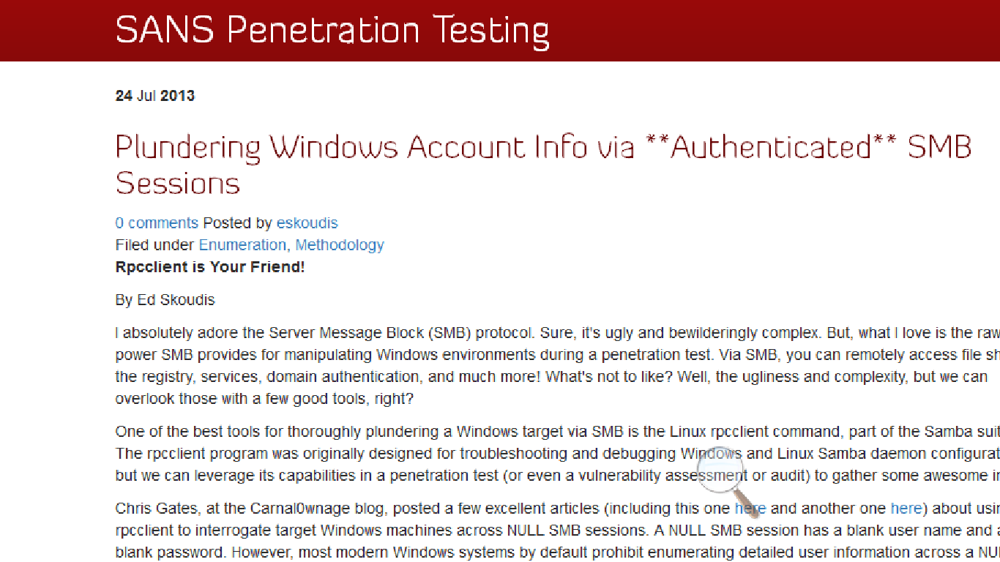 SANS Penetration Testing
24 Jul 2013
Plundering Windows Account Info via **Authenticated** SMB
Sessions
0 comments Posted by eskoudis
Filed under Enumeration, Methodology
Rpcclient is Your Friend!
By Ed Skoudis
I absolutely adore the Server Message Block (SMB) protocol. Sure, it's ugly and bewilderingly complex. But, what I love is the raw
power SMB provides for manipulating Windows environments during a penetration test. Via SMB, you can remotely access file sh
the registry, services, domain authentication, and much more! What's not to like? Well, the ugliness and complexity, but we can
overlook those with a few good tools, right?
One of the best tools for thoroughly plundering a Windows target via SMB is the Linux rpcclient command, part of the Samba suit
The rpcclient program was originally designed for troubleshooting and debugging Windows and Linux Samba daemon configurat
but we can leverage its capabilities in a penetration test (or even a vulnerability assessment or audit) to gather some awesome in
Chris Gates, at the Carnal0wnage blog, posted a few excellent articles (including this one here and another one here) about usin
rpcclient to interrogate target Windows machines across NULL SMB sessions. A NULL SMB session has a blank user name and a
blank password. However, most modern Windows systems by default prohibit enumerating detailed user information across a NUL